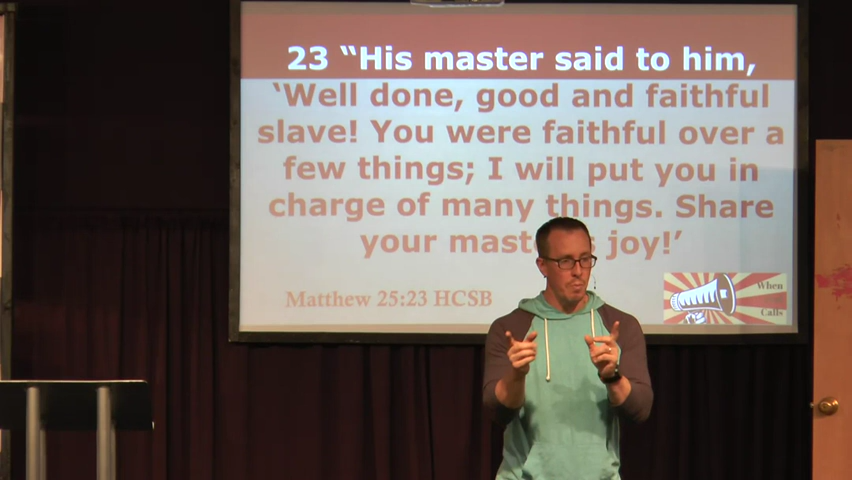 23 “His master said to him,
‘Well done, good and faithful
slave! You were faithful over a
few things; I will put you in
charge of many things. Share
your joy!’
Matthew 25:23 HCSB
When
Calls